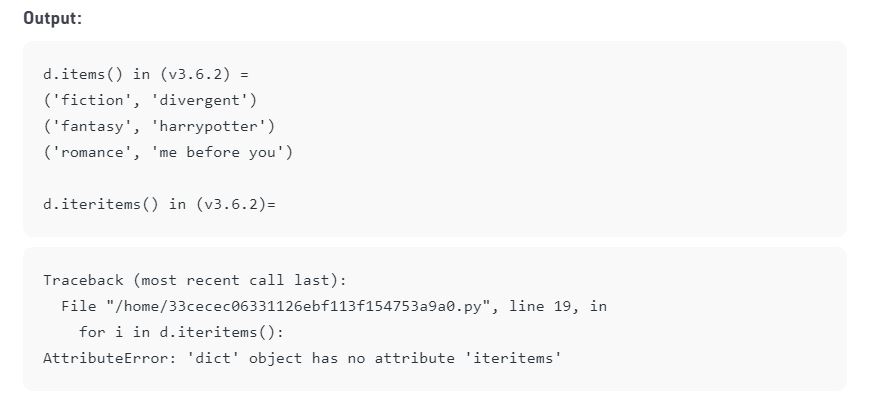 Output:
d.items() in (v3.6.2) =
('fiction', 'divergent')
('fantasy', 'harrypotter')
('romance', 'me before you')
d.iteritems() in (v3.6.2)=
Traceback (most recent call last):
  File "/home/33cecec06331126ebf113f154753a9a0.py", line 19, in
    for i in d.iteritems():
AttributeError: 'dict' object has no attribute 'iteritems'